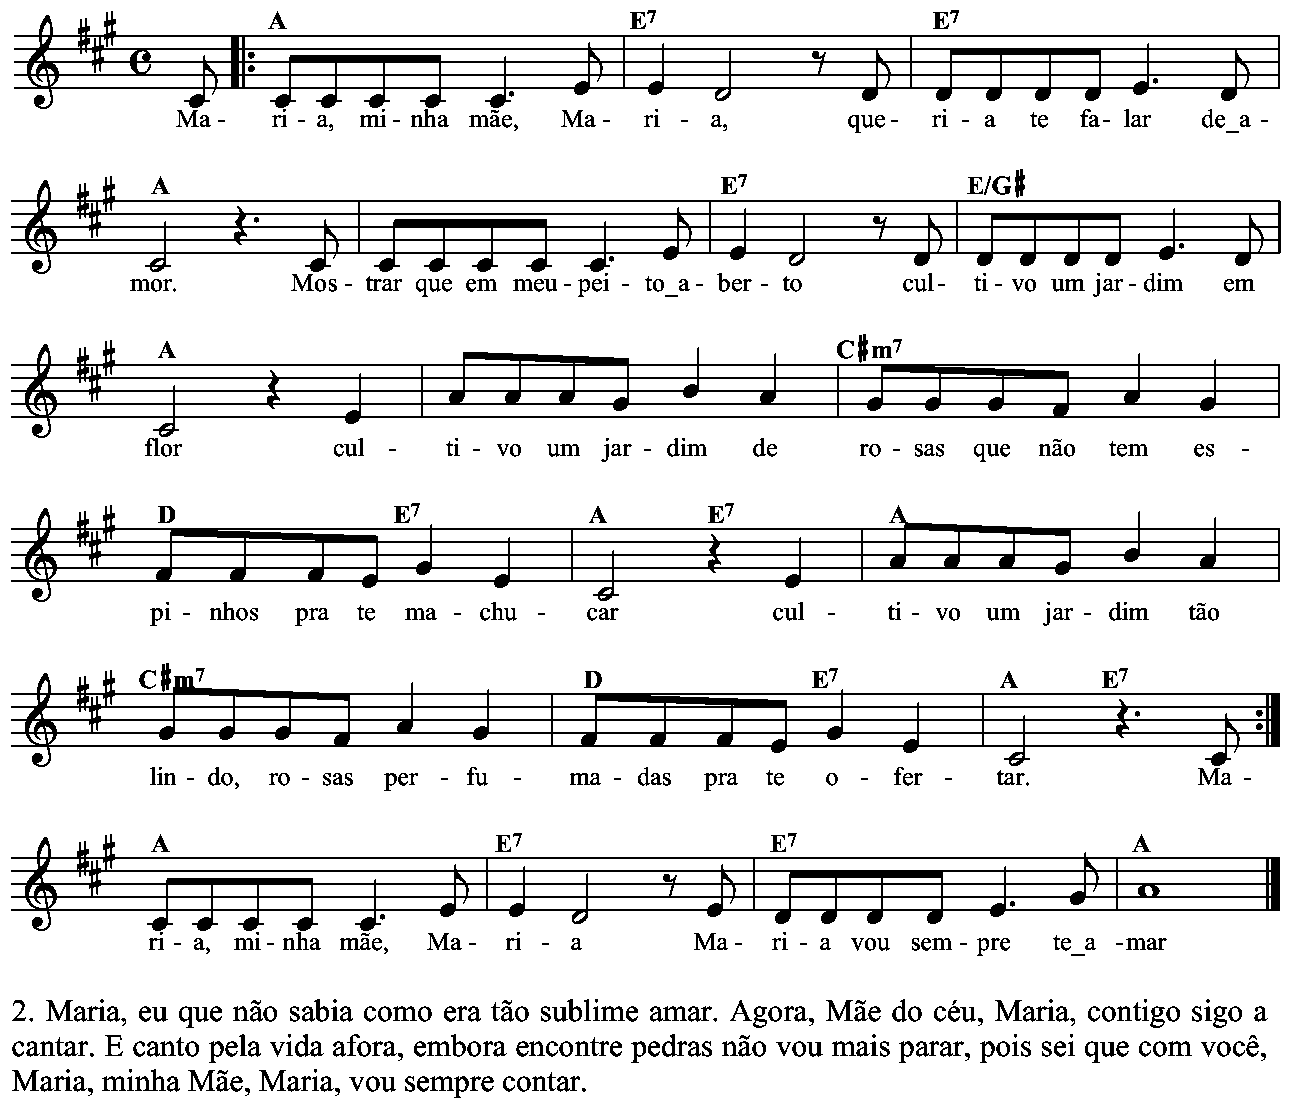 A E7 E7
Ma- ri-a, mi-nha mãe, Ma- ri-a, que- ri-a te fa-lar de_a-
A E7 E/G#
mor. Mos-trar que em meu-pei-to_a-ber-to cul-ti-vo um jar-dim em
A C#m7
flor cul-ti-vo um jar-dim de ro-sas que não tem es-
D E7 A E7 A
pi-nhos pra te ma-chu-car cul-ti-vo um jar-dim tão
C#m7 D E7 A E7
lin-do, ro-sas per-fu-ma-das pra te o-fer-tar. Ma-
A E7 E7 A
ri-a, mi-nha mãe, Ma-ri-a Ma-ri-a vou sem-pre te_a-mar
2. Maria, eu que não sabia como era tão sublime amar. Agora, Mãe do céu, Maria, contigo sigo a
cantar. E canto pela vida afora, embora encontre pedras não vou mais parar, pois sei que com você,
Maria, minha Mãe, Maria, vou sempre contar.